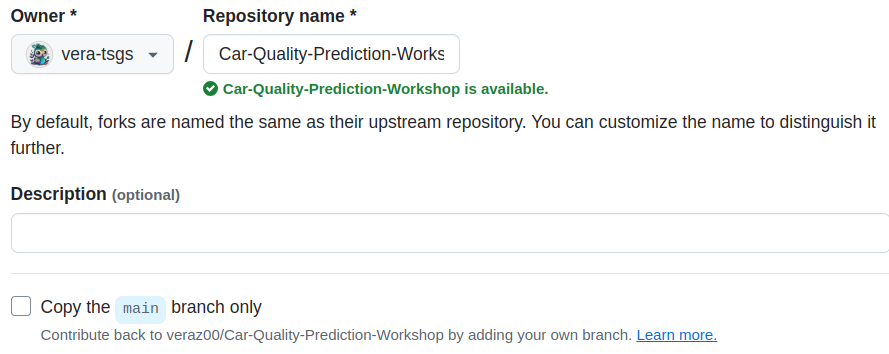 Owner * Repository name *
vera-tsgs / Car-Quality-Prediction-Works
Car-Quality-Prediction-Workshop is available.
By default, forks are named the same as their upstream repository. You can customize the name to distinguish it
further.
Description (optional)
Copy the main branch only
Contribute back to veraz00/Car-Quality-Prediction-Workshop by adding your own branch. Learn more.